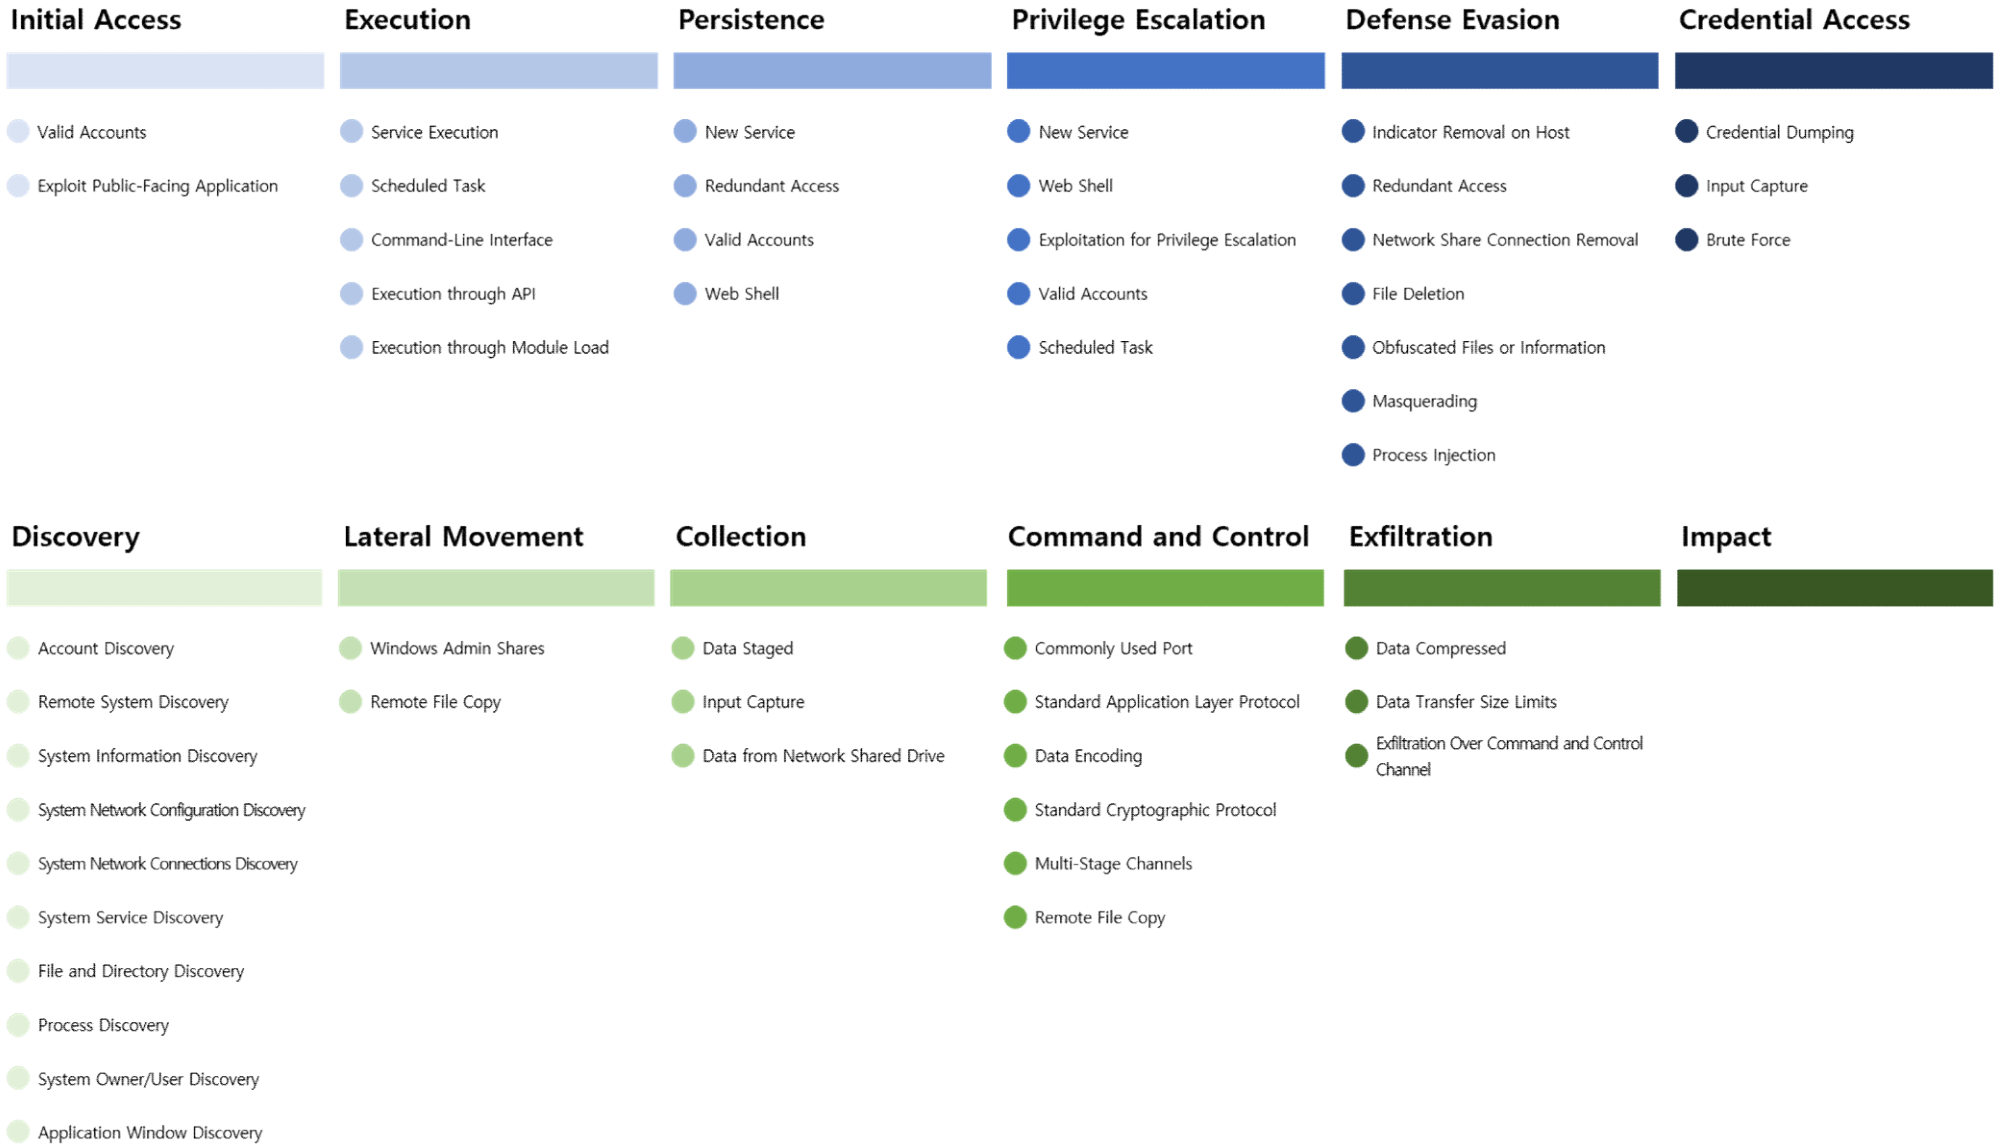 Initial Access
Valid Accounts
Exploit Public-Facing Application
Execution
Service Execution
Scheduled Task
Command-Line Interface
Execution through API
Execution through Module Load
Persistence
New Service
Redundant Access
Valid Accounts
Web Shell
Privilege Escalation
New Service
Web Shell
Exploitation for Privilege Escalation
Valid Accounts
Scheduled Task
Defense Evasion
Indicator Removal on Host
Redundant Access
Network Share Connection Removal
File Deletion
Obfuscated Files or Information
Masquerading
Process Injection
Credential Access
Credential Dumping
Input Capture
Brute Force
Discovery
Account Discovery
Remote System Discovery
System Information Discovery
System Network Configuration Discovery
System Network Connections Discovery
System Service Discovery
File and Directory Discovery
Process Discovery
System Owner/User Discovery
Application Window Discovery
Lateral Movement
Windows Admin Shares
Remote File Copy
Collection
Data Staged
Input Capture
Data from Network Shared Drive
Command and Control
Commonly Used Port
Standard Application Layer Protocol
Data Encoding
Standard Cryptographic Protocol
Multi-Stage Channels
Remote File Copy
Exfiltration
Data Compressed
Data Transfer Size Limits
Exfiltration Over Command and Control
Channel
Impact